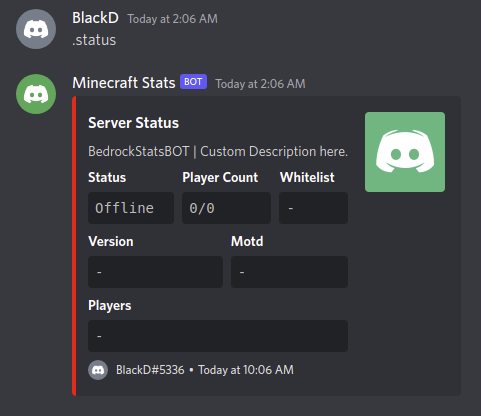 BlackD Today at 2:06 AM
.status
Minecraft Stats BOT Today at 2:06 AM
Server Status
BedrockStatsBOT | Custom Description here.
Status Player Count Whitelist
Offline 0/0 -
Version Motd
- -
Players
-
BlackD#5336 • Today at 10:06 AM